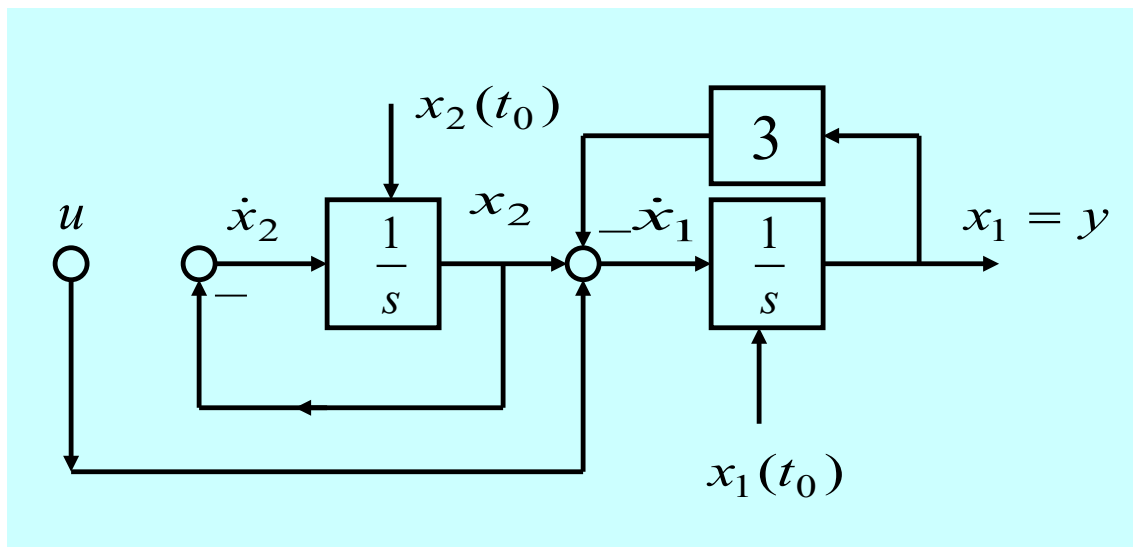 x₂(t₀)
3
u
ẋ₂
1
s
x₂
−
ẋ₁
1
s
x₁ = y
−
x₁(t₀)